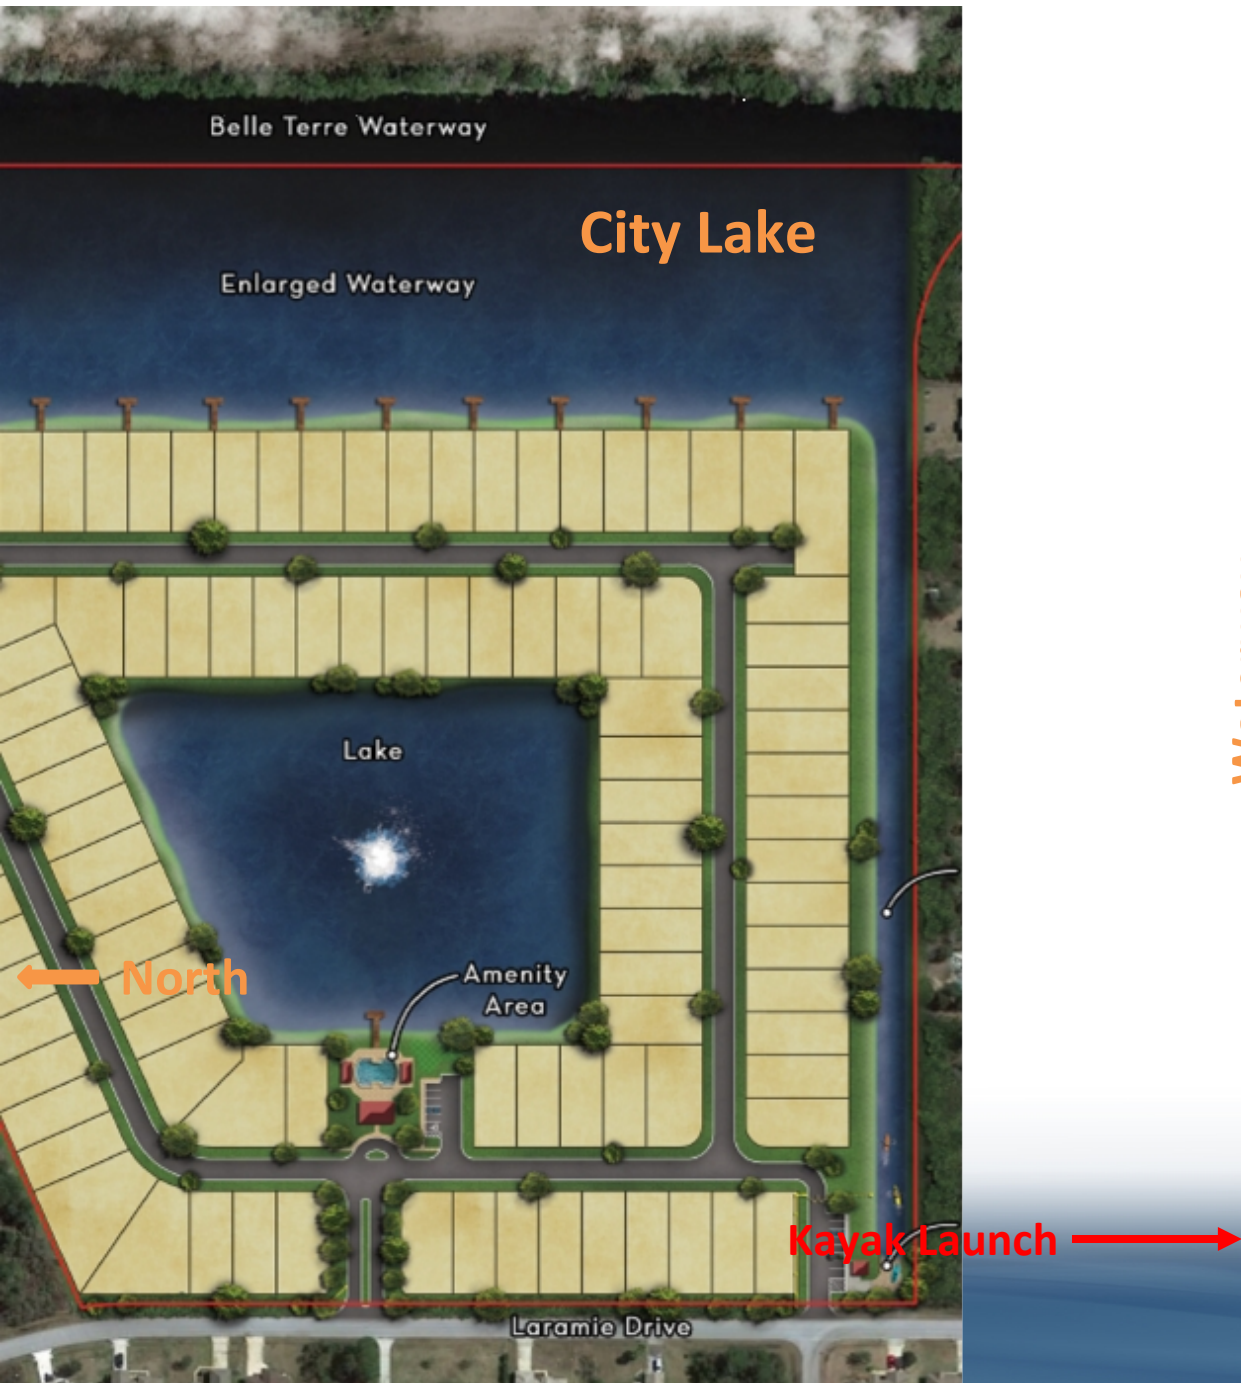 Belle Terre Waterway
City Lake
Enlarged Waterway
Lake
Amenity
Area
North
Kayak Launch
Laramie Drive